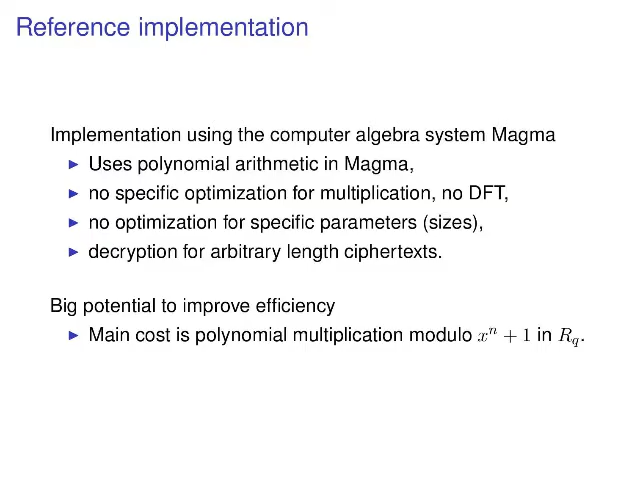 Reference implementation
Implementation using the computer algebra system Magma
▶ Uses polynomial arithmetic in Magma,
▶ no specific optimization for multiplication, no DFT,
▶ no optimization for specific parameters (sizes),
▶ decryption for arbitrary length ciphertexts.
Big potential to improve efficiency
▶ Main cost is polynomial multiplication modulo $x^n + 1$ in $R_q$.